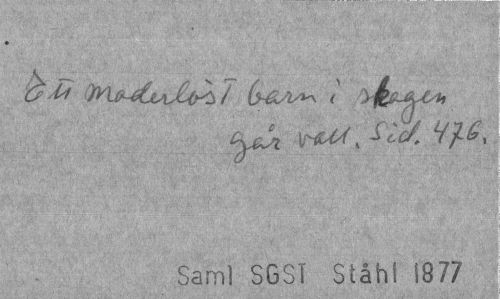 Ett moderlöst barn i skogen
går vall. Sid. 476.
Saml SGST Ståhl 1877